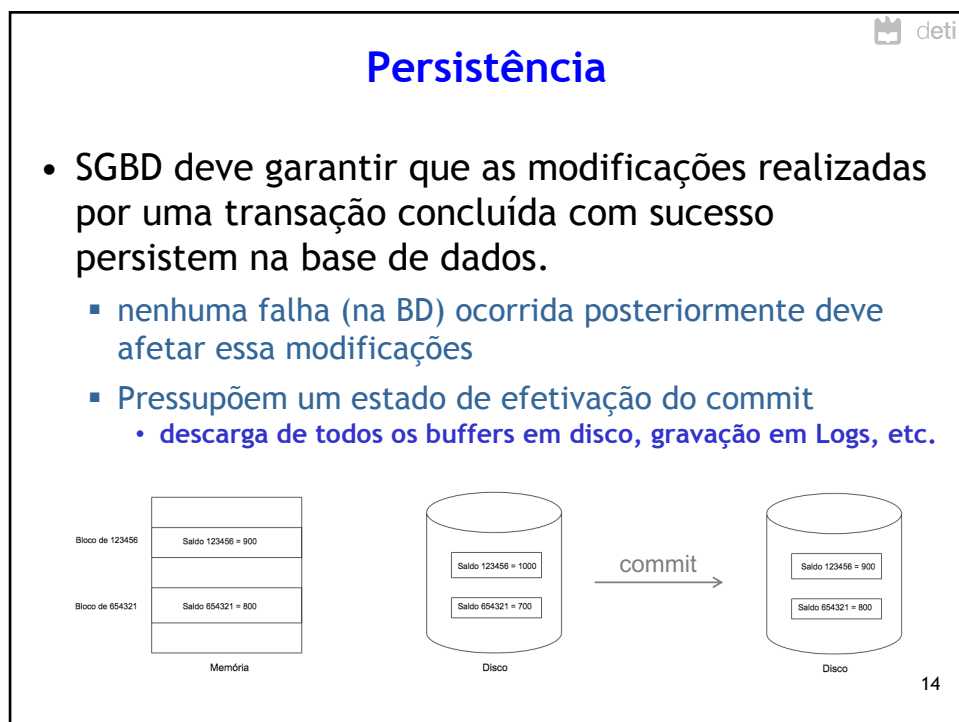 deti
Persistência
• SGBD deve garantir que as modificações realizadas
por uma transação concluída com sucesso
persistem na base de dados.
▪ nenhuma falha (na BD) ocorrida posteriormente deve
afetar essa modificações
▪ Pressupõem um estado de efetivação do commit
• descarga de todos os buffers em disco, gravação em Logs, etc.
Bloco de 123456
Saldo 123456 = 900
Bloco de 654321
Saldo 654321 = 800
Memória
Saldo 123456 = 1000
Saldo 654321 = 700
Disco
commit
Saldo 123456 = 900
Saldo 654321 = 800
Disco
14